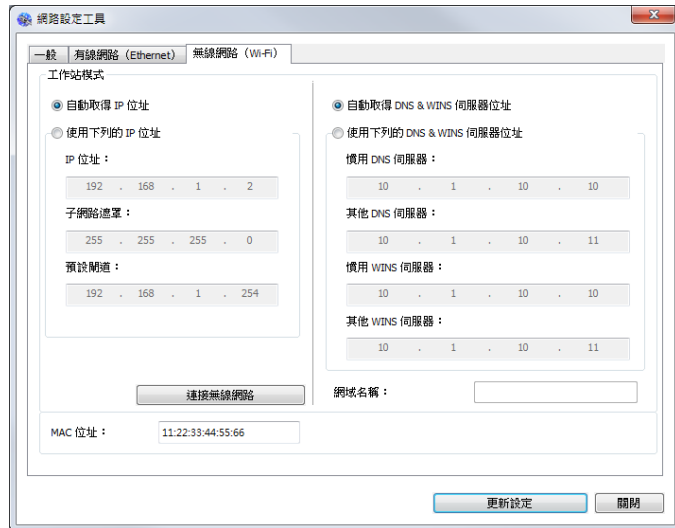 網路設定工具
一般 有線網路（Ethernet） 無線網路（Wi-Fi）
工作站模式
自動取得 IP 位址
使用下列的 IP 位址
IP 位址：
192 . 168 . 1 . 2
子網路遮罩：
255 . 255 . 255 . 0
預設閘道：
192 . 168 . 1 . 254
連接無線網路
自動取得 DNS & WINS 伺服器位址
使用下列的 DNS & WINS 伺服器位址
慣用 DNS 伺服器：
10 . 1 . 10 . 10
其他 DNS 伺服器：
10 . 1 . 10 . 11
慣用 WINS 伺服器：
10 . 1 . 10 . 10
其他 WINS 伺服器：
10 . 1 . 10 . 11
網域名稱：
MAC 位址： 11:22:33:44:55:66
更新設定 關閉